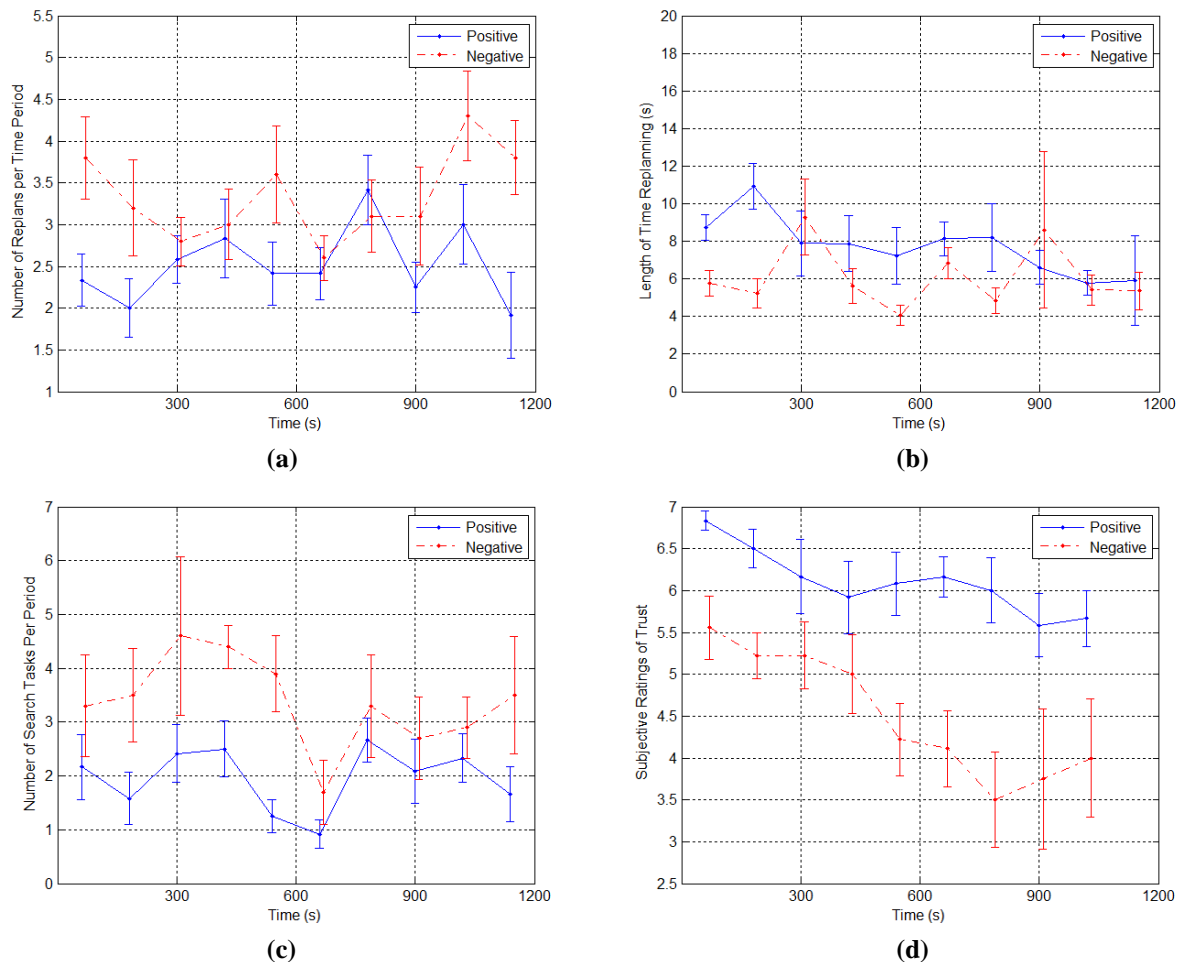 Number of Replans per Time Period
5.5
5
4.5
4
3.5
3
2.5
2
1.5
1
300
600
900
1200
Time (s)
Positive
Negative
(a)
Length of Time Replanning (s)
20
18
16
14
12
10
8
6
4
2
0
300
600
900
1200
Time (s)
Positive
Negative
(b)
Number of Search Tasks Per Period
7
6
5
4
3
2
1
0
300
600
900
1200
Time (s)
Positive
Negative
(c)
Subjective Ratings of Trust
7
6.5
6
5.5
5
4.5
4
3.5
3
2.5
300
600
900
1200
Time (s)
Positive
Negative
(d)